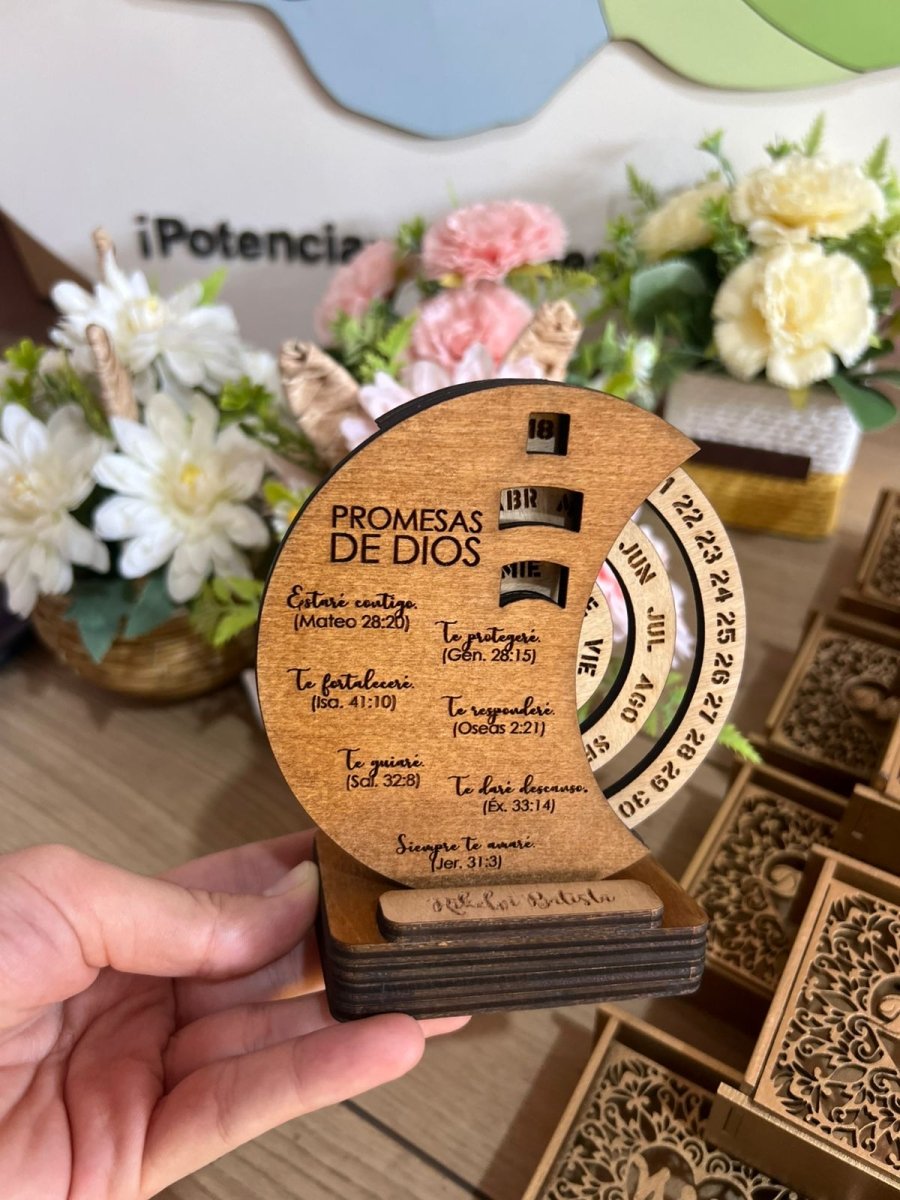 ¡Potencia
18
ABR
MIE
PROMESAS
DE DIOS
Estaré contigo.
(Mateo 28:20)
Te protegeré.
(Gén. 28:15)
Te fortaleceré.
(Isa. 41:10)
Te responderé.
(Oseas 2:21)
Te guiaré.
(Sal. 32:8)
Te daré descanso.
(Éx. 33:14)
Siempre te amaré.
(Jer. 31:3)
22 23 24 25 26 27 28 29 30
JUN JUL AGO
VIE
Batista